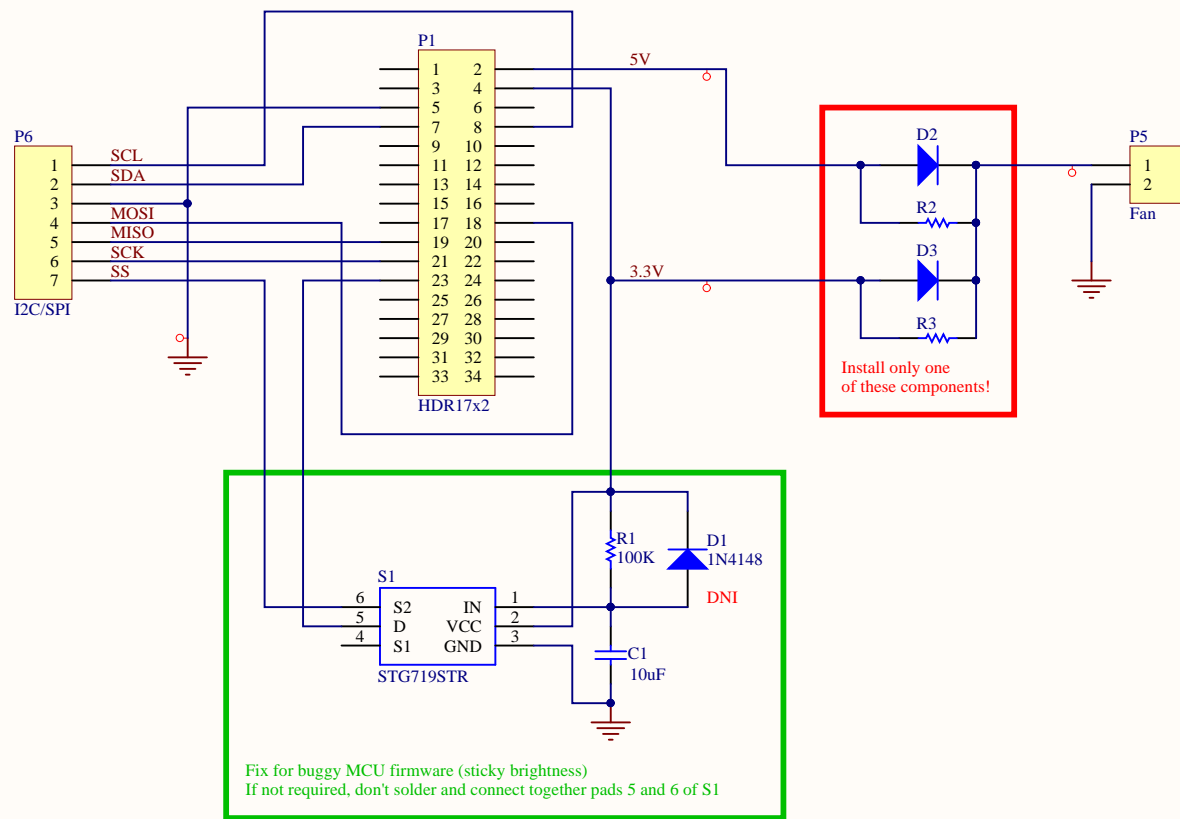 P1
1 2
3 4
5 6
7 8
9 10
11 12
13 14
15 16
17 18
19 20
21 22
23 24
25 26
27 28
29 30
31 32
33 34
HDR17x2
P6
1 SCL
2 SDA
3
4 MOSI
5 MISO
6 SCK
7 SS
I2C/SPI
5V
3.3V
D2
R2
D3
R3
Install only one
of these components!
P5
1
2
Fan
R1
100K
D1
1N4148
DNI
S1
6 S2 IN 1
5 D VCC 2
4 S1 GND 3
STG719STR
C1
10uF
Fix for buggy MCU firmware (sticky brightness)
If not required, don't solder and connect together pads 5 and 6 of S1